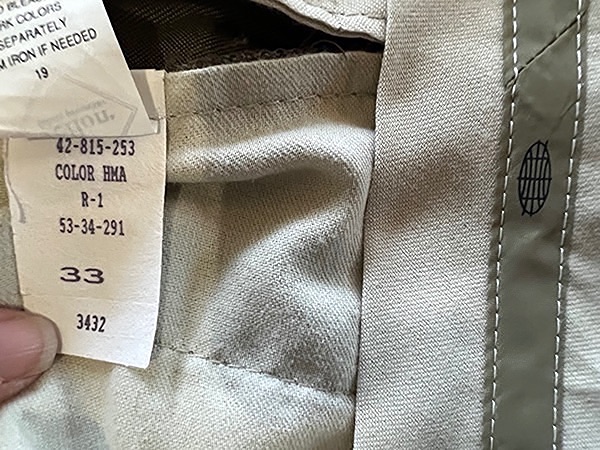 RK COLORS
SEPARATELY
M IRON IF NEEDED
19
42-815-253
COLOR HMA
R-1
53-34-291
33
3432